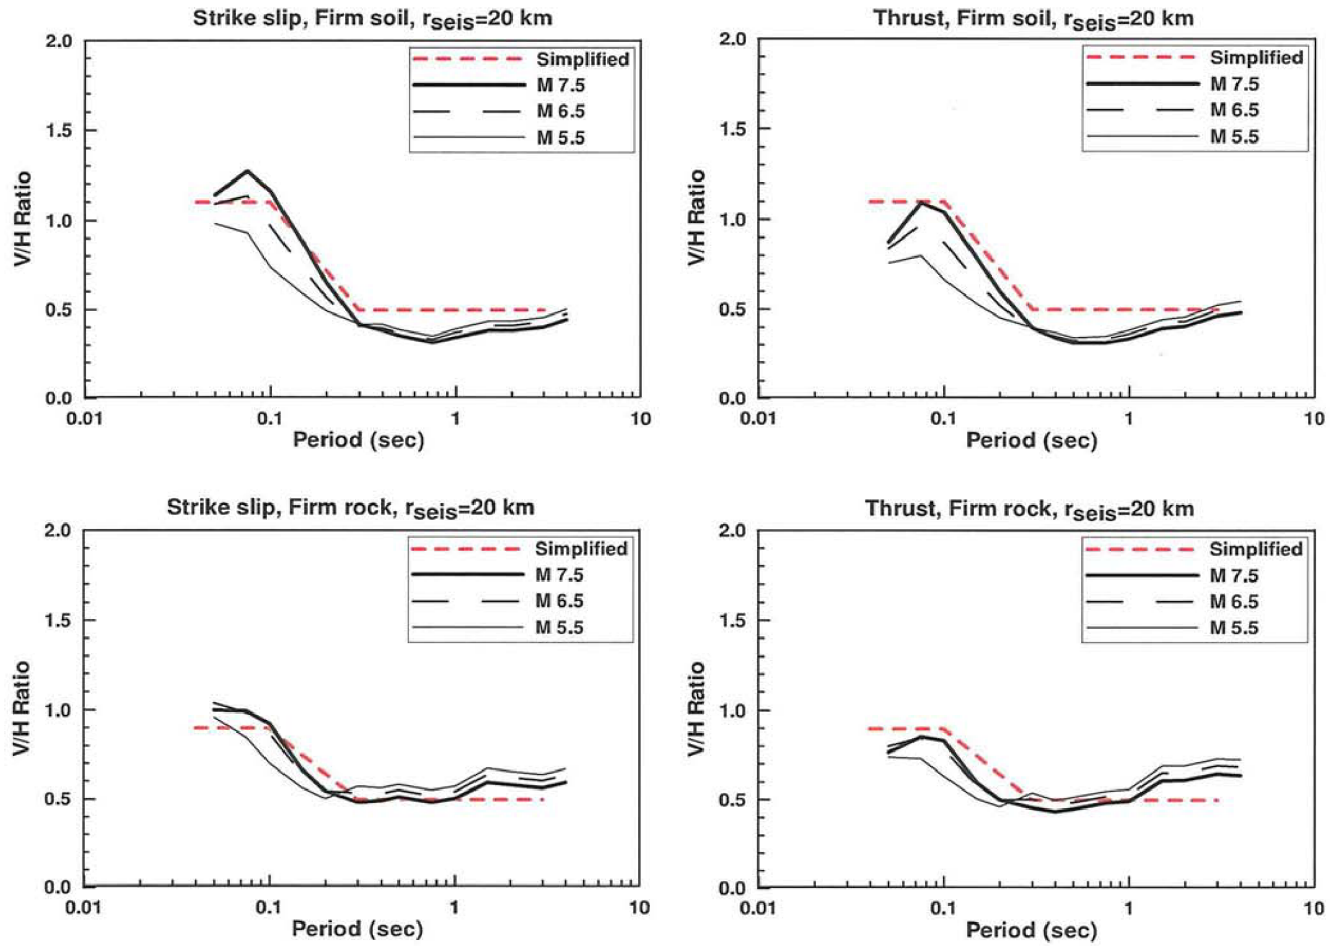 Strike slip, Firm soil, rseis=20 km
2.0
1.5
1.0
0.5
0.0
V/H Ratio
Simplified
M 7.5
M 6.5
M 5.5
0.01
0.1
1
10
Period (sec)
Thrust, Firm soil, rseis=20 km
2.0
1.5
1.0
0.5
0.0
V/H Ratio
Simplified
M 7.5
M 6.5
M 5.5
0.01
0.1
1
10
Period (sec)
Strike slip, Firm rock, rseis=20 km
2.0
1.5
1.0
0.5
0.0
V/H Ratio
Simplified
M 7.5
M 6.5
M 5.5
0.01
0.1
1
10
Period (sec)
Thrust, Firm rock, rseis=20 km
2.0
1.5
1.0
0.5
0.0
V/H Ratio
Simplified
M 7.5
M 6.5
M 5.5
0.01
0.1
1
10
Period (sec)